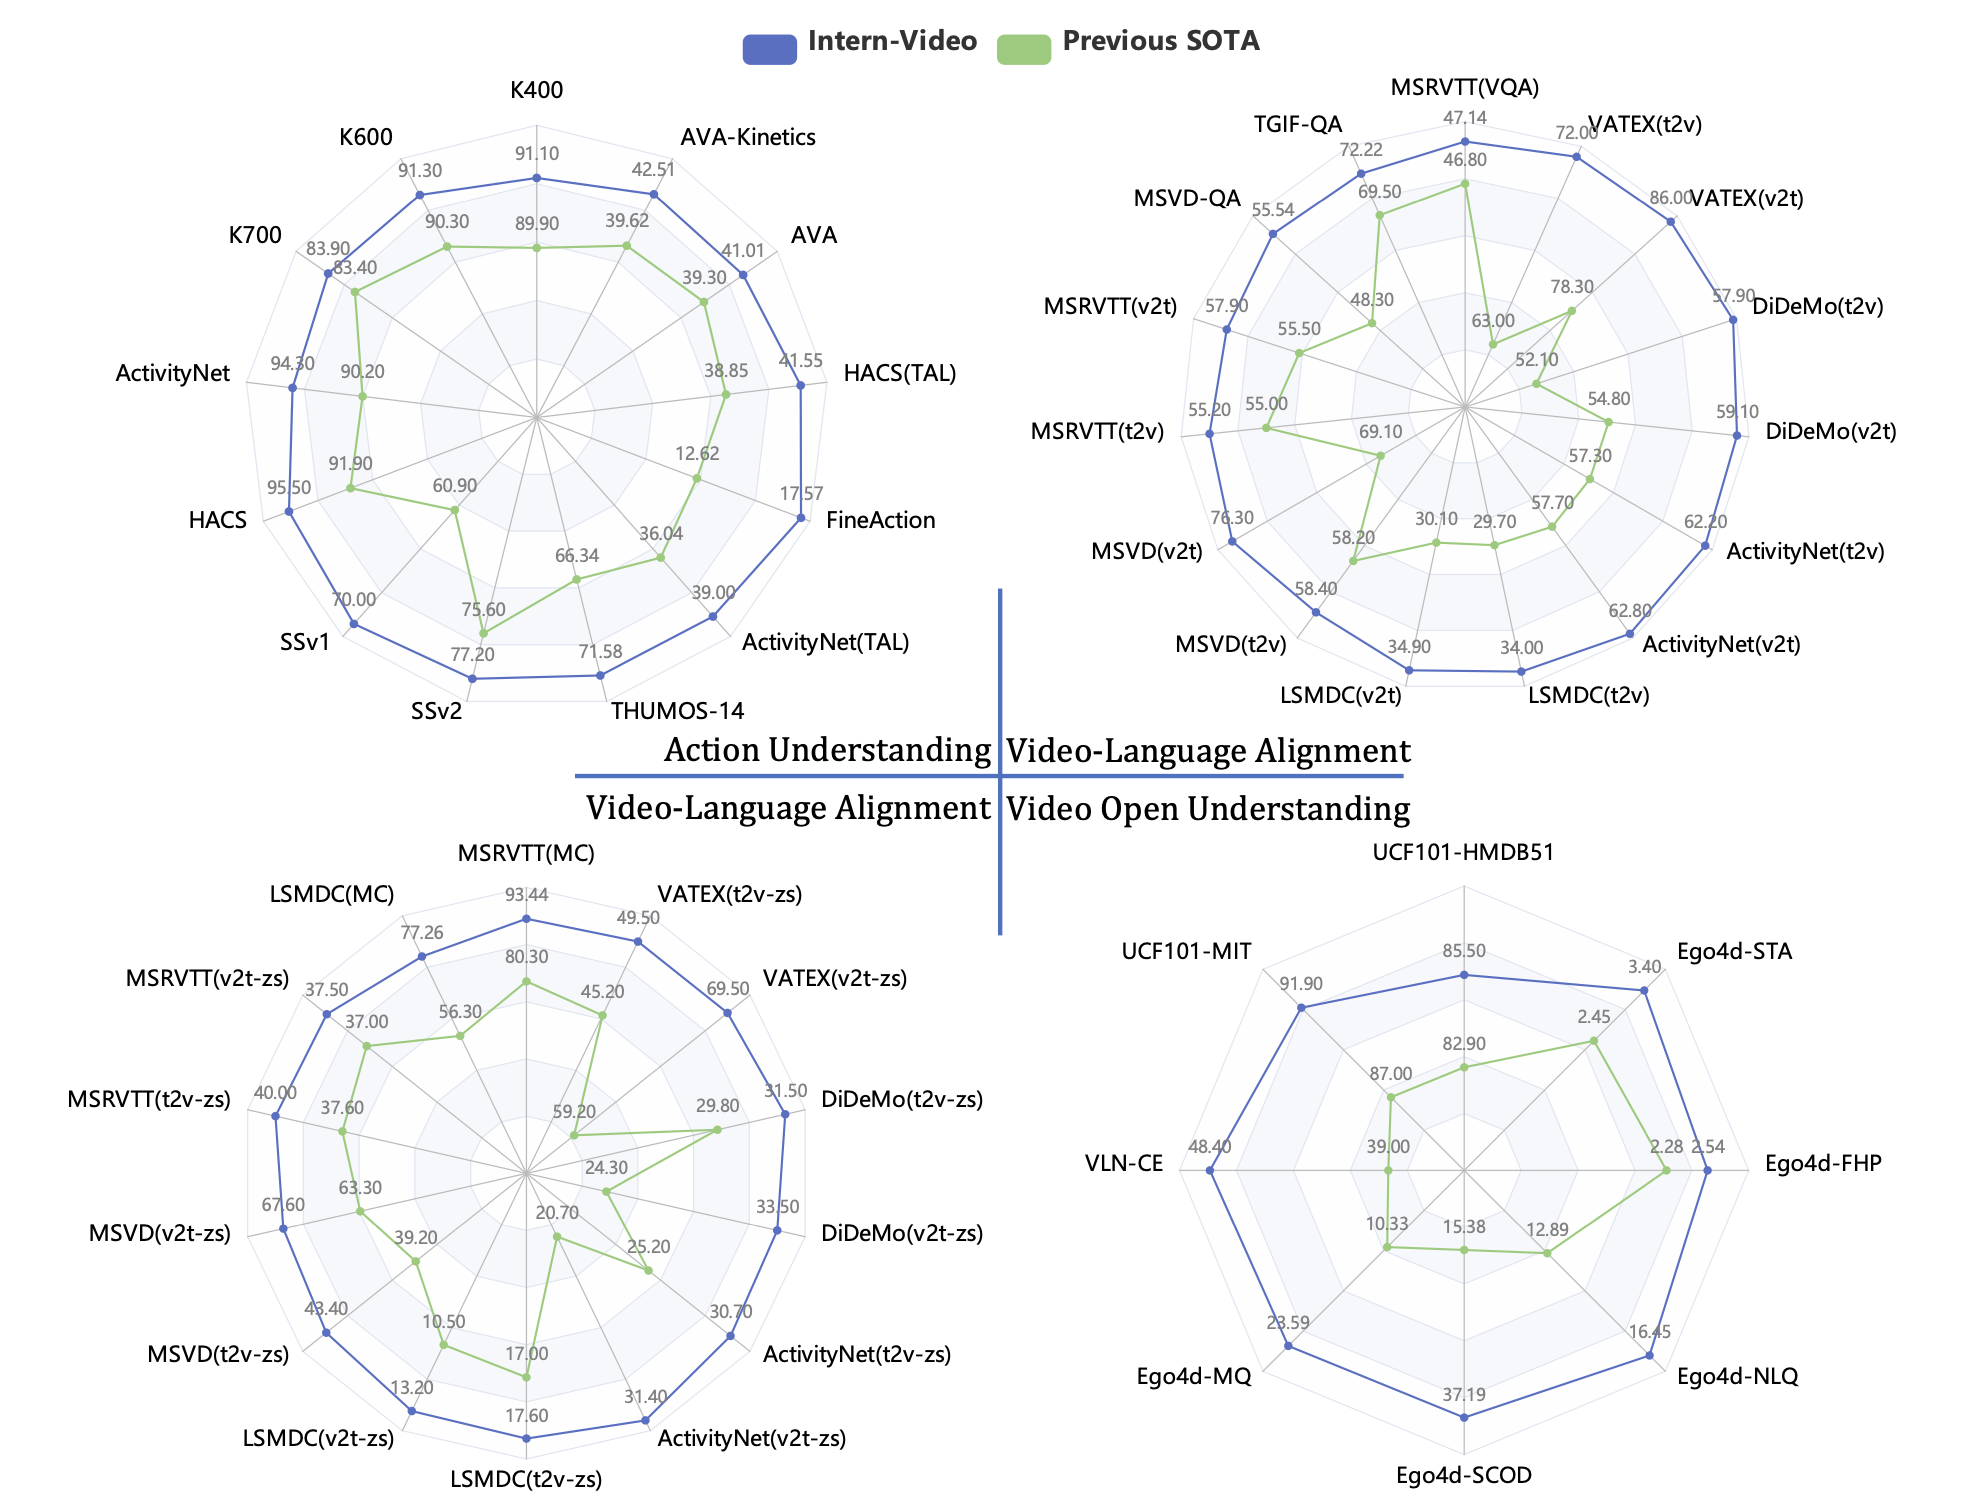 Intern-Video
Previous SOTA
K400
AVA-Kinetics
AVA
HACS(TAL)
FineAction
ActivityNet(TAL)
THUMOS-14
SSv2
SSv1
HACS
ActivityNet
K700
K600
91.10
42.51
41.01
41.55
17.57
39.00
71.58
77.20
70.00
95.50
94.30
83.90
91.30
89.90
39.62
39.30
38.85
12.62
36.04
66.34
75.60
60.90
91.90
90.20
83.40
90.30
MSRVTT(VQA)
VATEX(t2v)
VATEX(v2t)
DiDeMo(t2v)
DiDeMo(v2t)
ActivityNet(t2v)
ActivityNet(v2t)
LSMDC(t2v)
LSMDC(v2t)
MSVD(t2v)
MSVD(v2t)
MSRVTT(t2v)
MSRVTT(v2t)
MSVD-QA
TGIF-QA
47.14
72.00
86.00
57.90
59.10
62.20
62.80
34.00
34.90
58.40
76.30
55.20
57.90
55.54
72.22
46.80
63.00
78.30
52.10
54.80
57.30
57.70
29.70
30.10
58.20
69.10
55.00
55.50
48.30
69.50
Action Understanding
Video-Language Alignment
Video-Language Alignment
Video Open Understanding
MSRVTT(MC)
VATEX(t2v-zs)
VATEX(v2t-zs)
DiDeMo(t2v-zs)
DiDeMo(v2t-zs)
ActivityNet(t2v-zs)
ActivityNet(v2t-zs)
LSMDC(t2v-zs)
LSMDC(v2t-zs)
MSVD(t2v-zs)
MSVD(v2t-zs)
MSRVTT(t2v-zs)
MSRVTT(v2t-zs)
LSMDC(MC)
93.44
49.50
69.50
31.50
33.50
30.70
31.40
17.60
13.20
43.40
67.60
40.00
37.50
77.26
80.30
45.20
59.20
29.80
24.30
25.20
20.70
17.00
10.50
39.20
63.30
37.60
37.00
56.30
UCF101-HMDB51
Ego4d-STA
Ego4d-FHP
Ego4d-NLQ
Ego4d-SCOD
Ego4d-MQ
VLN-CE
UCF101-MIT
85.50
3.40
2.54
16.45
37.19
23.59
48.40
91.90
82.90
2.45
2.28
12.89
15.38
10.33
39.00
87.00